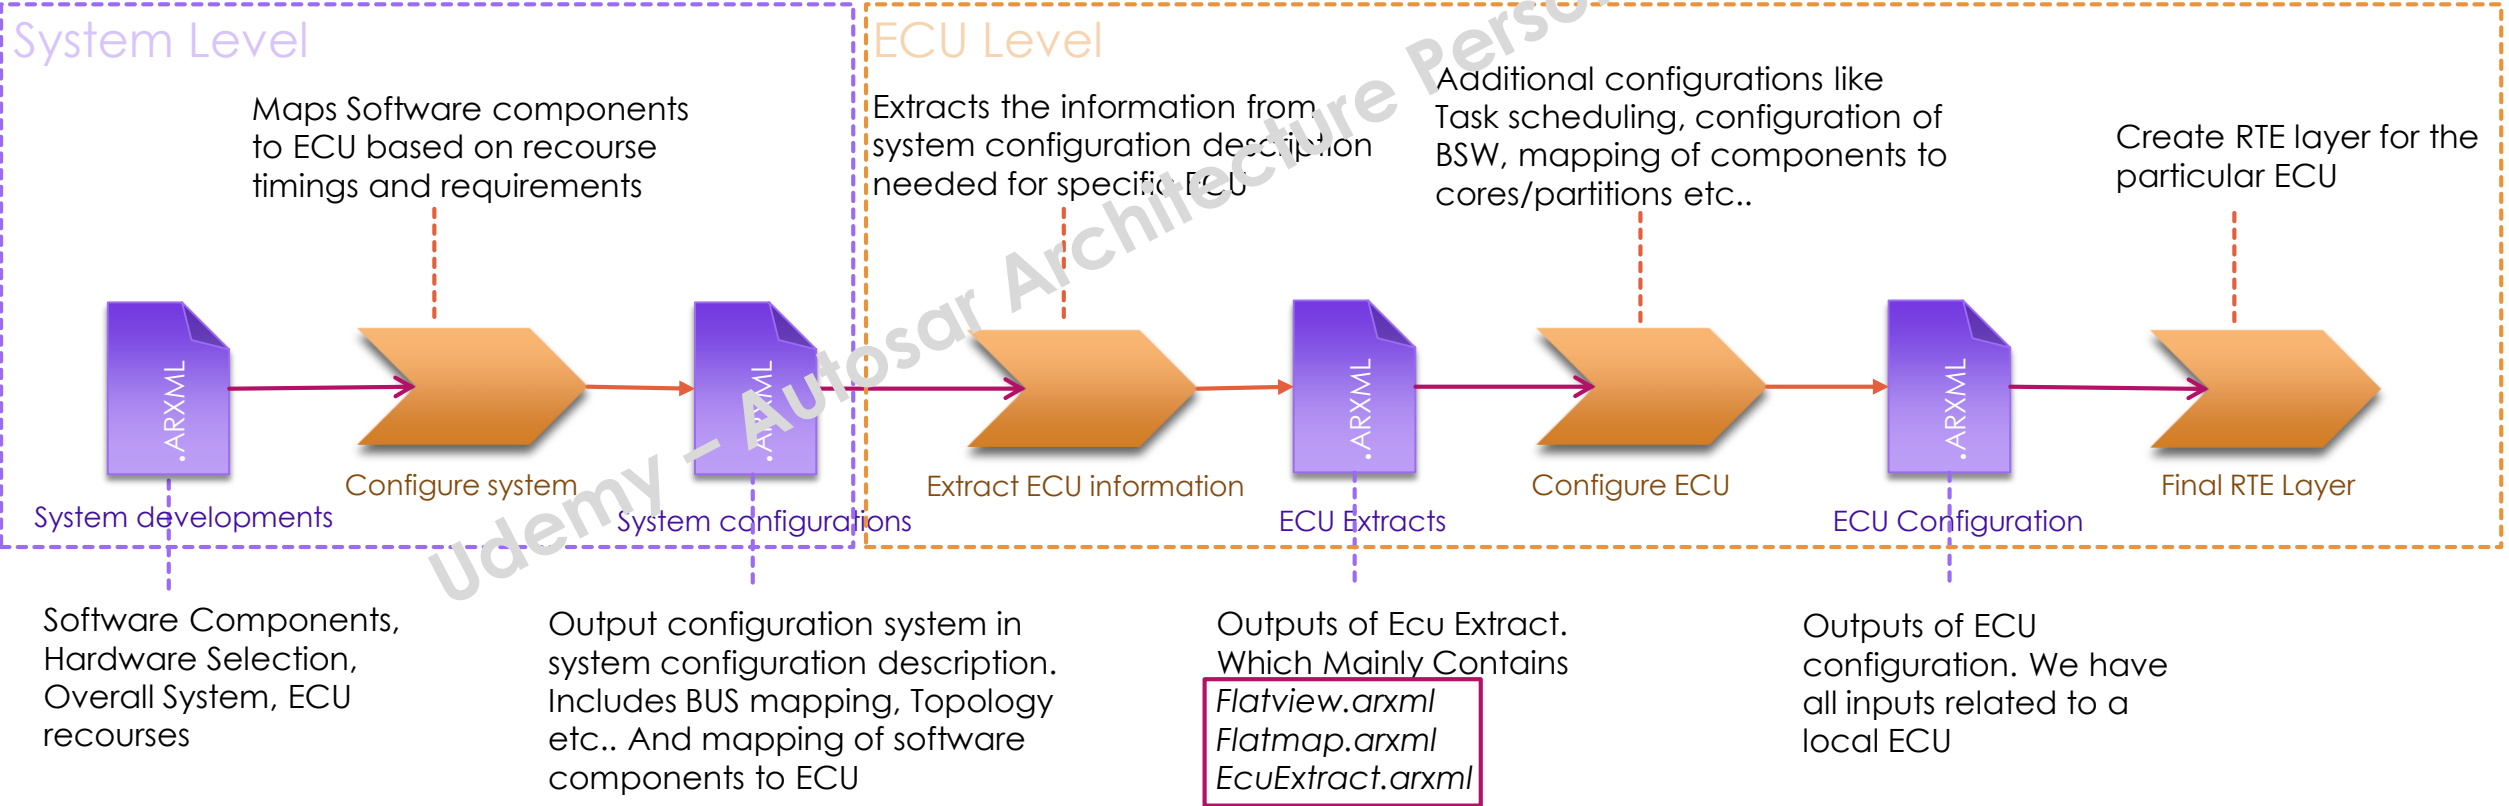 System Level
ECU Level
Maps Software components
to ECU based on recourse
timings and requirements
Extracts the information from
system configuration description
needed for specific ECU
Additional configurations like
Task scheduling, configuration of
BSW, mapping of components to
cores/partitions etc..
Create RTE layer for the
particular ECU
.ARXML
.ARXML
.ARXML
.ARXML
Configure system
Extract ECU information
Configure ECU
Final RTE Layer
System developments
System configurations
ECU Extracts
ECU Configuration
Software Components,
Hardware Selection,
Overall System, ECU
recourses
Output configuration system in
system configuration description.
Includes BUS mapping, Topology
etc.. And mapping of software
components to ECU
Outputs of Ecu Extract.
Which Mainly Contains
Flatview.arxml
Flatmap.arxml
EcuExtract.arxml
Outputs of ECU
configuration. We have
all inputs related to a
local ECU
Udemy – Autosar Architecture